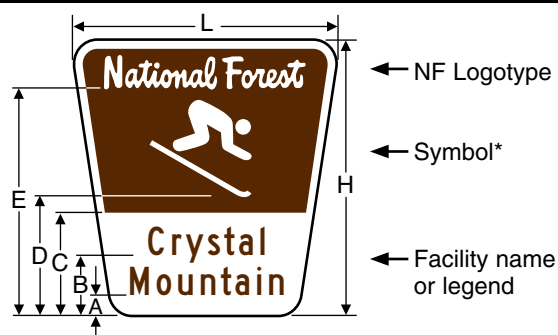 L
National Forest
NF Logotype
Symbol*
E
H
D
C
B
A
Crystal
Mountain
Facility name
or legend